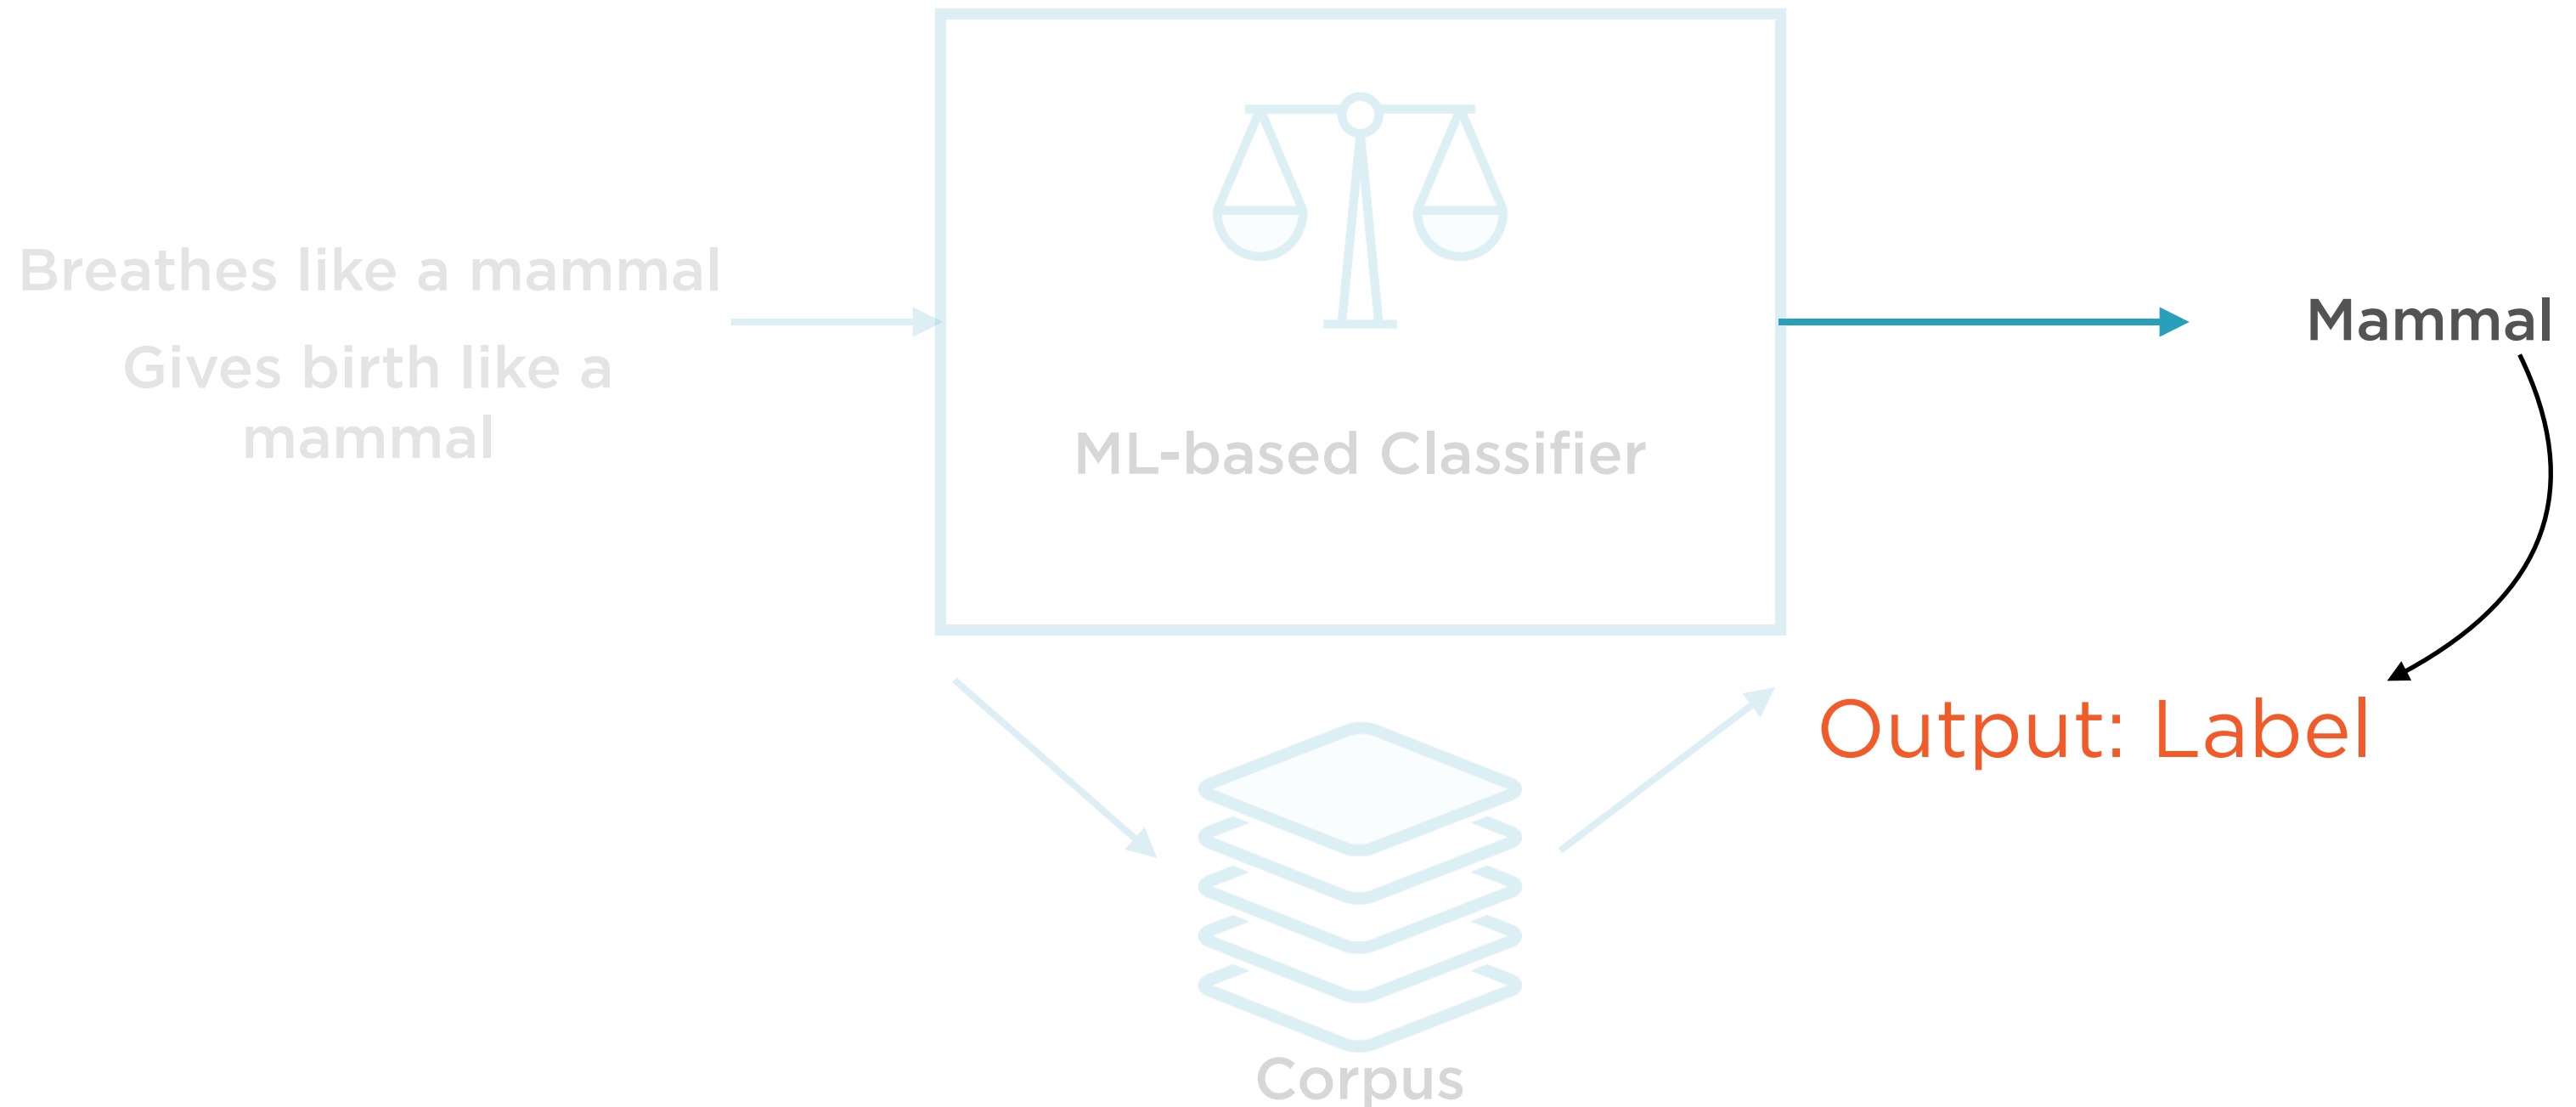 Breathes like a mammal
Gives birth like a
mammal
ML-based Classifier
Mammal
Output: Label
Corpus